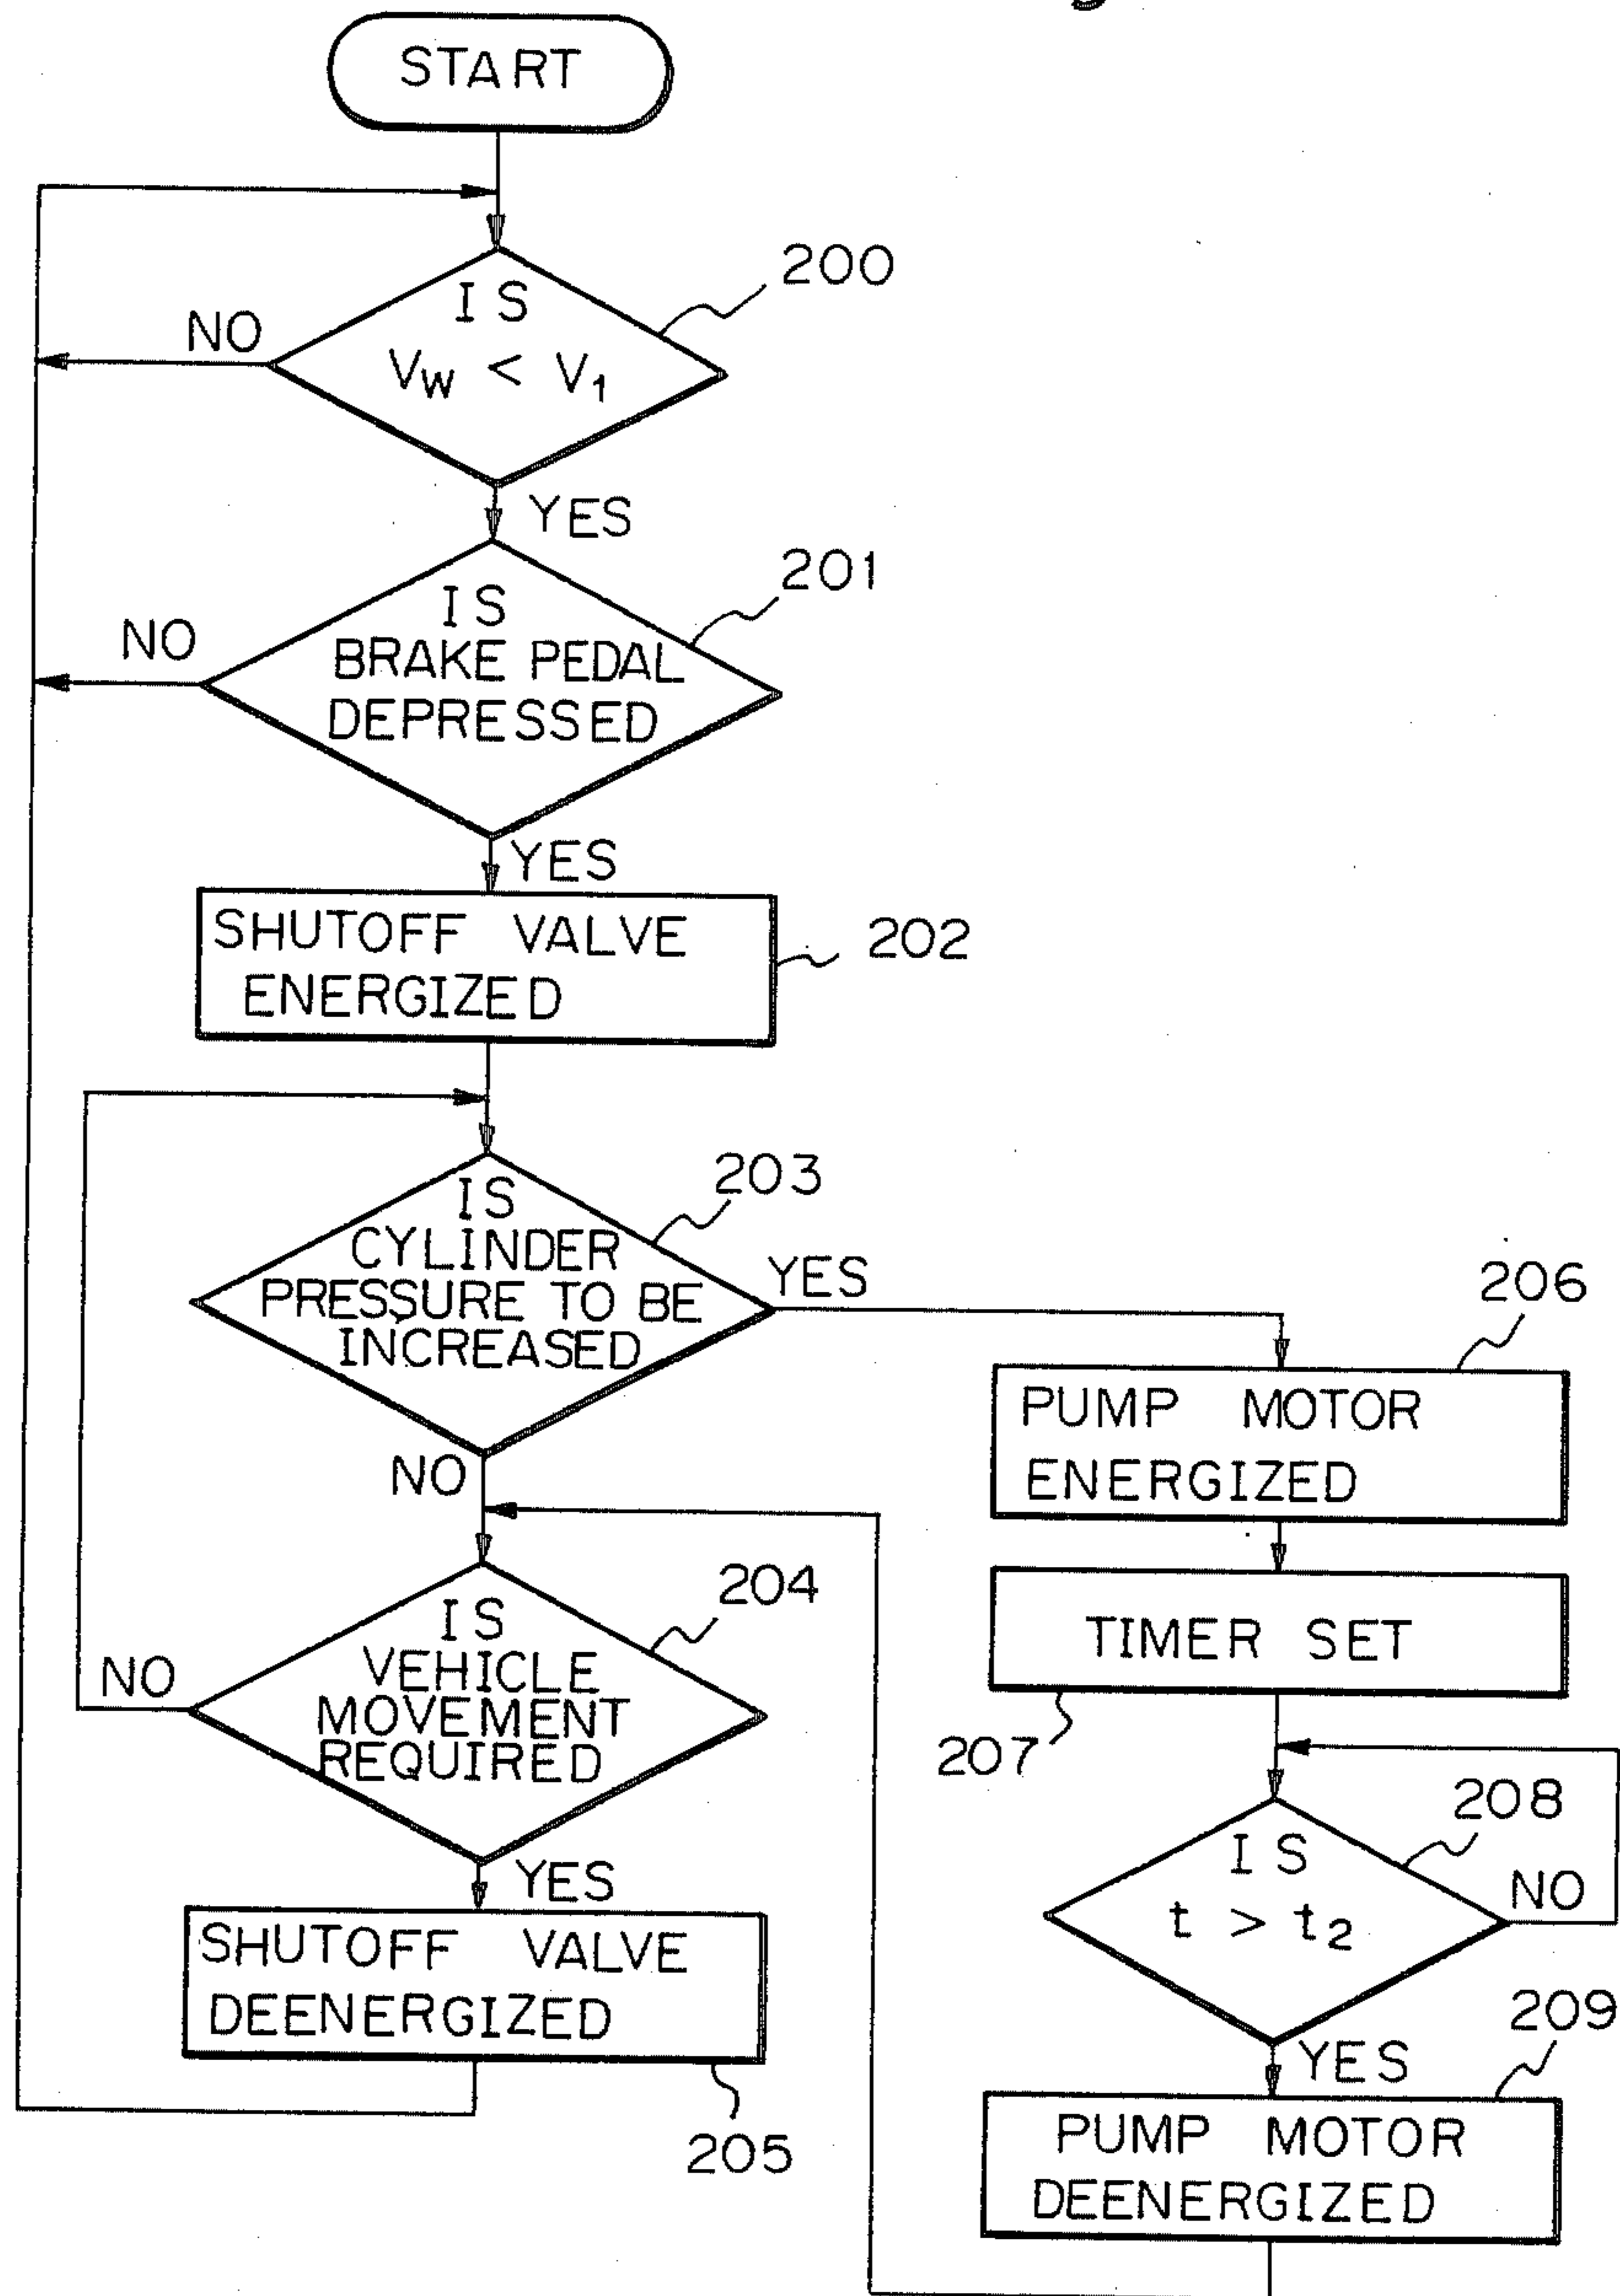 START
200
IS
NO
VW < V1
YES
201
IS
NO
BRAKE PEDAL
DEPRESSED
YES
SHUTOFF VALVE
ENERGIZED
202
203
IS
CYLINDER
PRESSURE TO BE
INCREASED
YES
NO
204
IS
VEHICLE
MOVEMENT
REQUIRED
NO
YES
SHUTOFF VALVE
DEENERGIZED
205
206
PUMP MOTOR
ENERGIZED
TIMER SET
207
208
IS
t > t2
NO
YES
209
PUMP MOTOR
DEENERGIZED